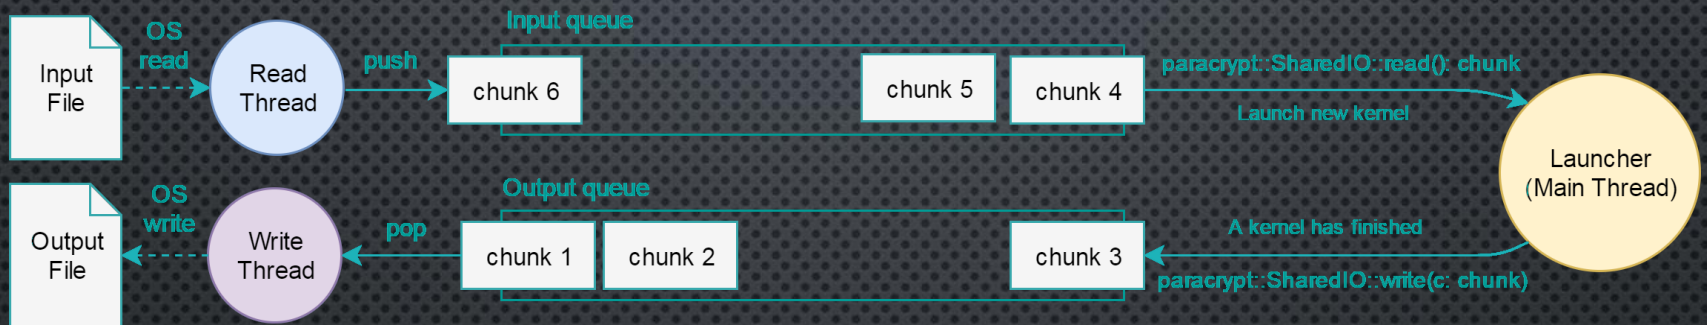 Input queue
OS
read
Input
File
Read
Thread
push
chunk 6
chunk 5
chunk 4
paracrypt::SharedIO::read(): chunk
Launch new kernel
Launcher
(Main Thread)
Output queue
OS
write
Output
File
Write
Thread
pop
chunk 1
chunk 2
chunk 3
A kernel has finished
paracrypt::SharedIO::write(c: chunk)